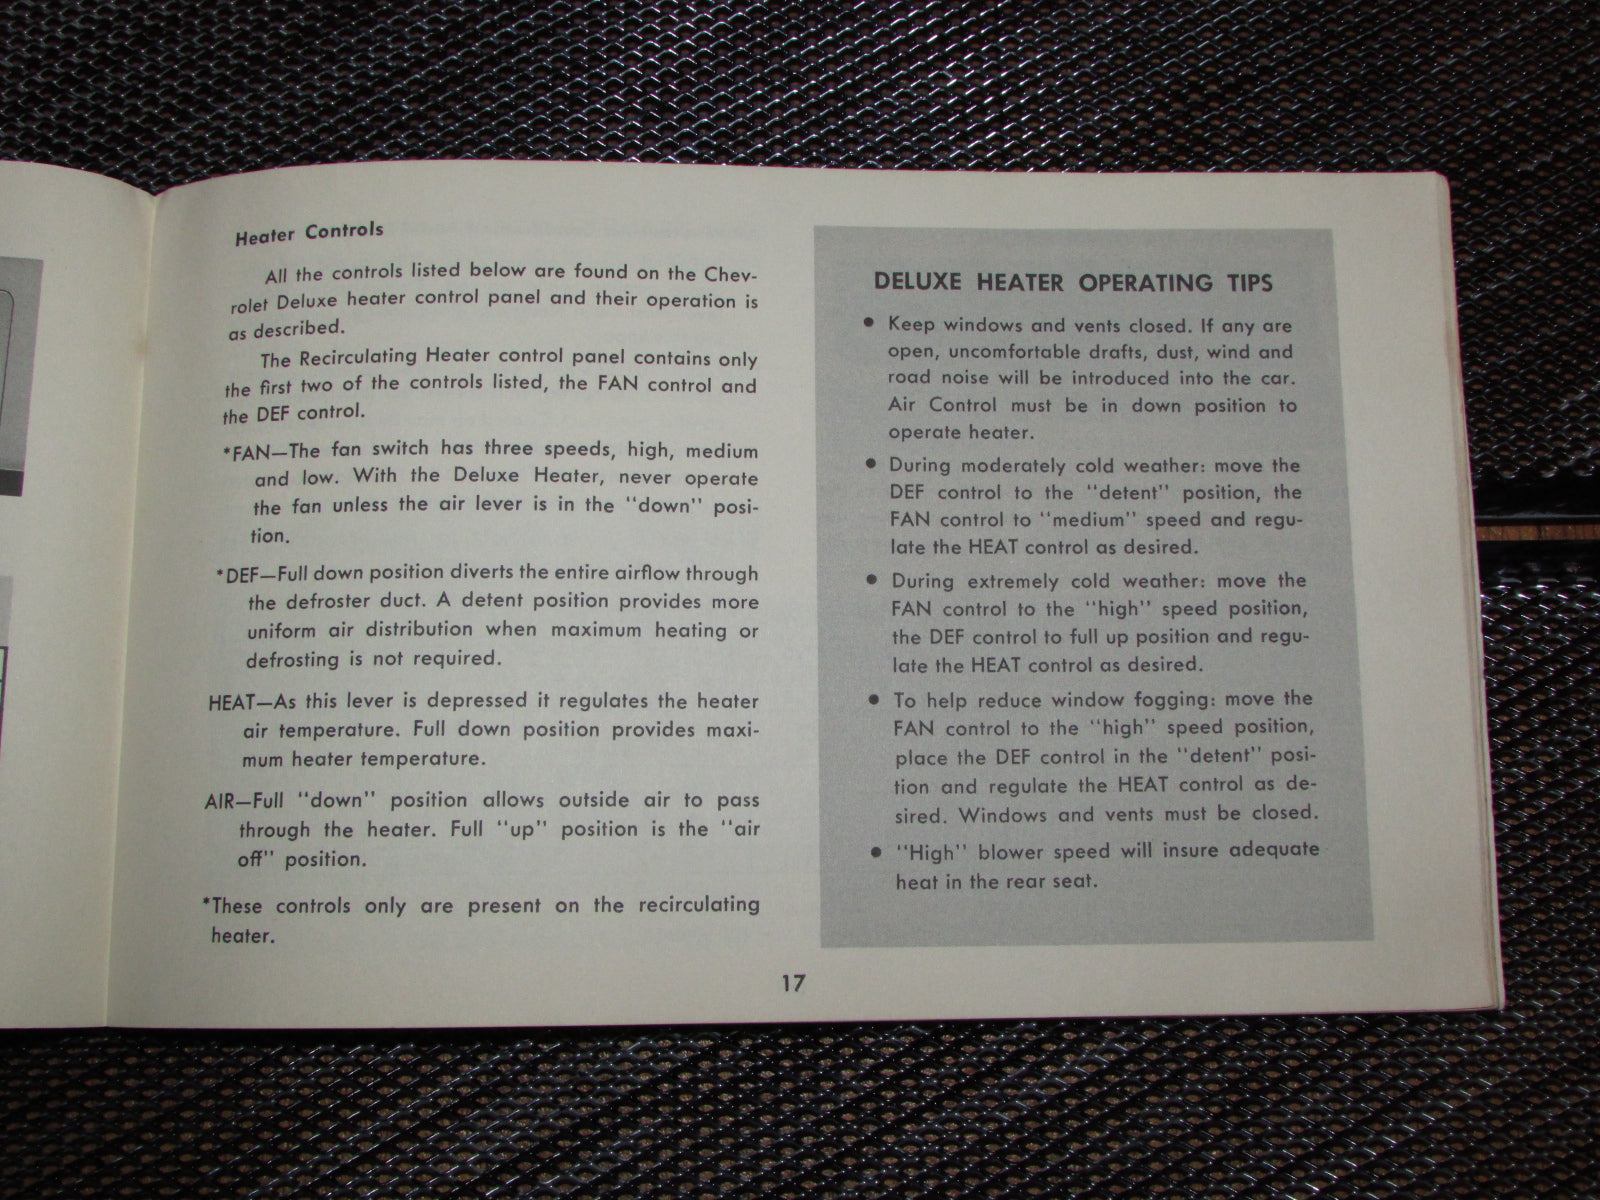 Heater Controls
All the controls listed below are found on the Chev-
rolet Deluxe heater control panel and their operation is
as described.
The Recirculating Heater control panel contains only
the first two of the controls listed, the FAN control and
the DEF control.
*FAN—The fan switch has three speeds, high, medium
and low. With the Deluxe Heater, never operate
the fan unless the air lever is in the "down" posi-
tion.
*DEF—Full down position diverts the entire airflow through
the defroster duct. A detent position provides more
uniform air distribution when maximum heating or
defrosting is not required.
HEAT—As this lever is depressed it regulates the heater
air temperature. Full down position provides maxi-
mum heater temperature.
AIR—Full "down" position allows outside air to pass
through the heater. Full "up" position is the "air
off" position.
*These controls only are present on the recirculating
heater.
DELUXE HEATER OPERATING TIPS
● Keep windows and vents closed. If any are
open, uncomfortable drafts, dust, wind and
road noise will be introduced into the car.
Air Control must be in down position to
operate heater.
● During moderately cold weather: move the
DEF control to the "detent" position, the
FAN control to "medium" speed and regu-
late the HEAT control as desired.
● During extremely cold weather: move the
FAN control to the "high" speed position,
the DEF control to full up position and regu-
late the HEAT control as desired.
● To help reduce window fogging: move the
FAN control to the "high" speed position,
place the DEF control in the "detent" posi-
tion and regulate the HEAT control as de-
sired. Windows and vents must be closed.
● "High" blower speed will insure adequate
heat in the rear seat.
17